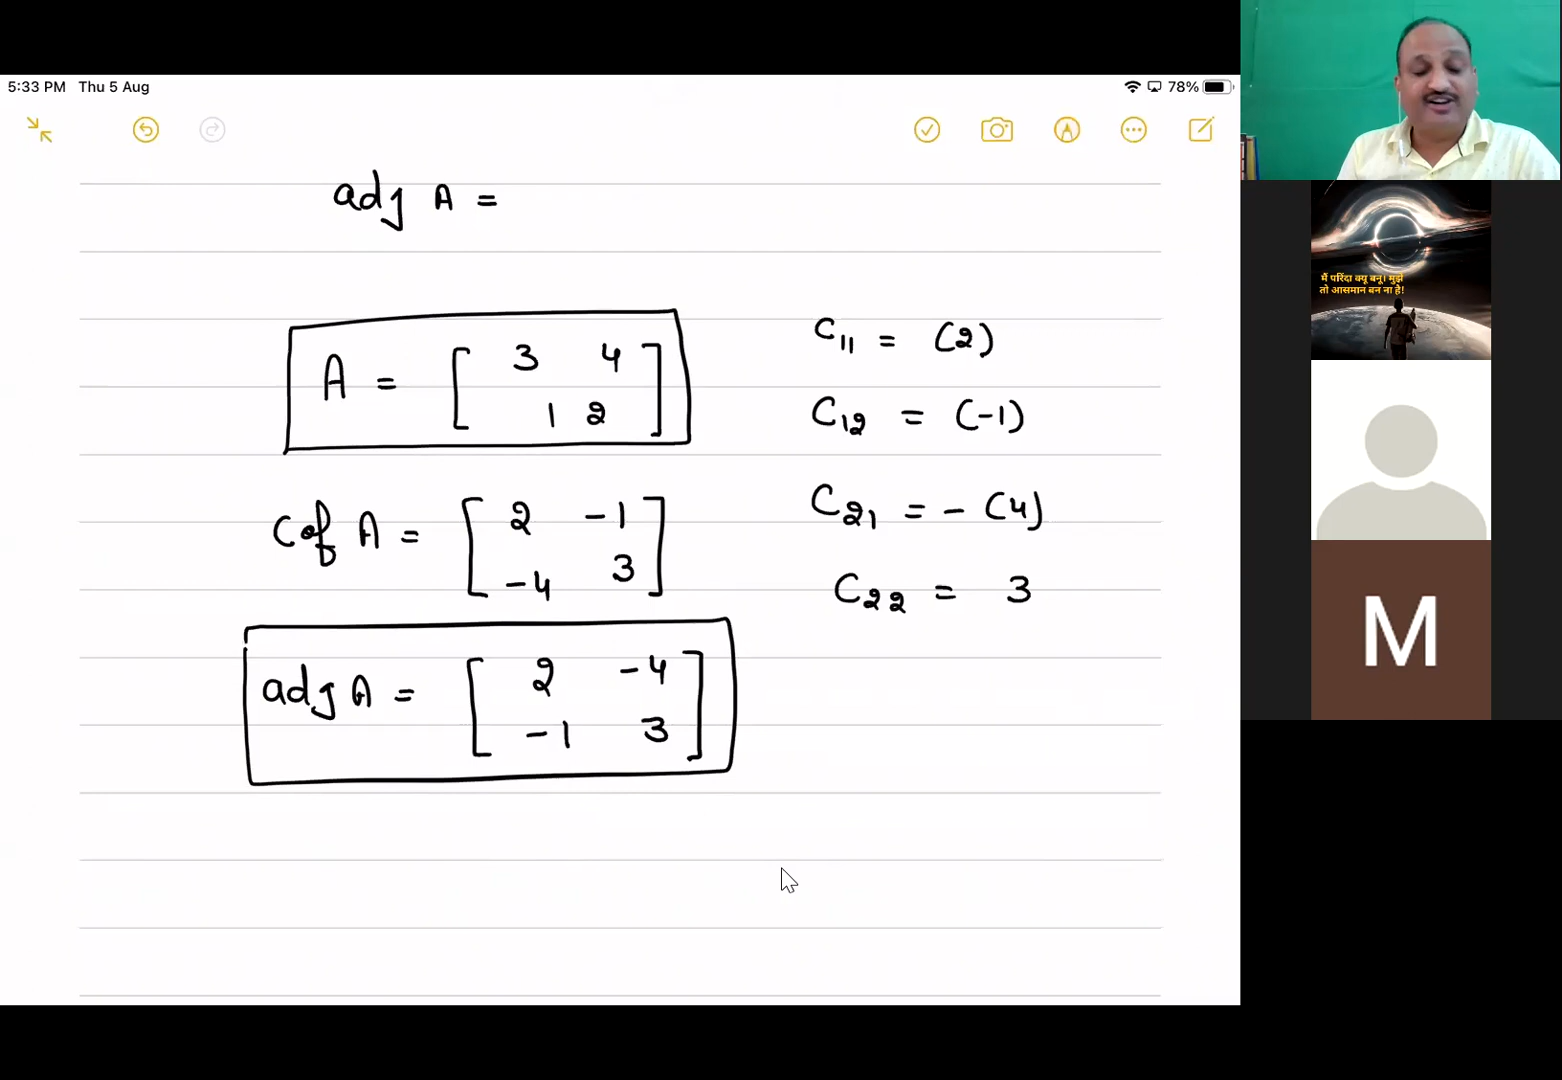 5:33 PM Thu 5 Aug 78%
adj A =
A = [ 3 4
1 2 ]
C11 = (2)
C12 = (-1)
Cof A = [ 2 -1
-4 3 ]
C21 = - (4)
C22 = 3
adj A = [ 2 -4
-1 3 ]
मैं परिंदा क्यू बनू। मुझे
तो आसमान बन ना है!
M